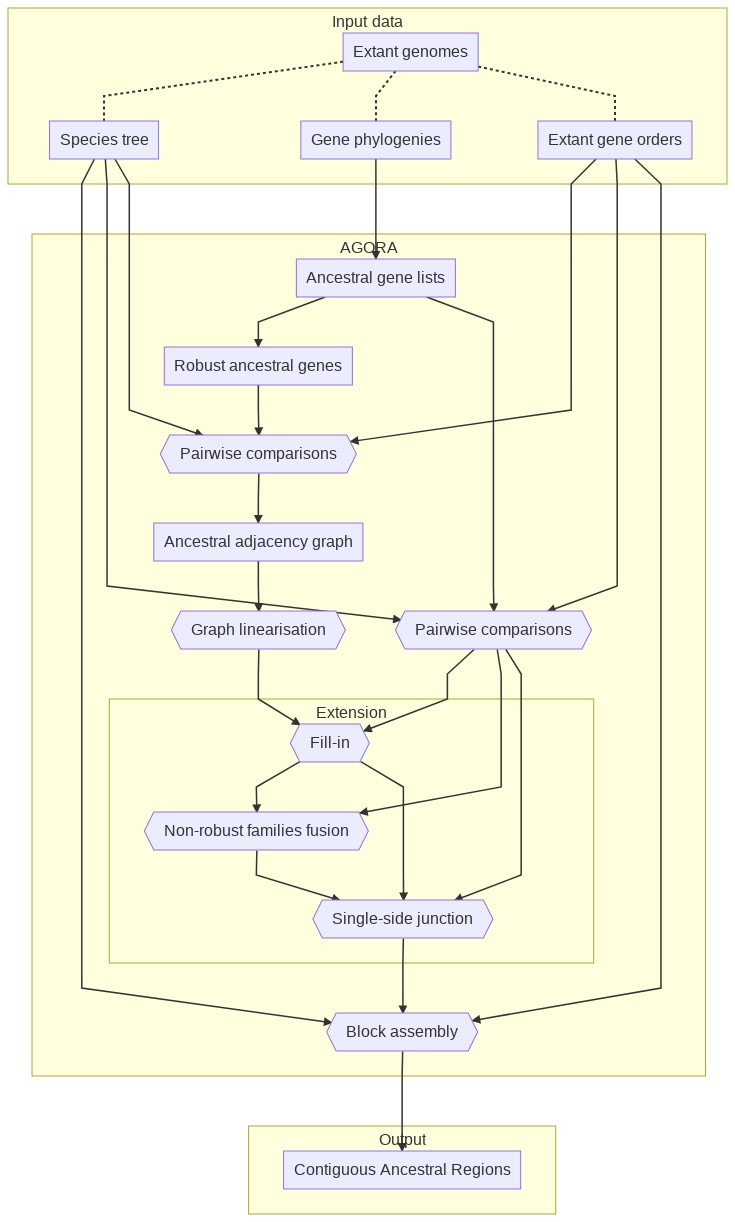 Input data
Extant genomes
Species tree
Gene phylogenies
Extant gene orders
AGORA
Ancestral gene lists
Robust ancestral genes
Pairwise comparisons
Ancestral adjacency graph
Graph linearisation
Pairwise comparisons
Extension
Fill-in
Non-robust families fusion
Single-side junction
Block assembly
Output
Contiguous Ancestral Regions